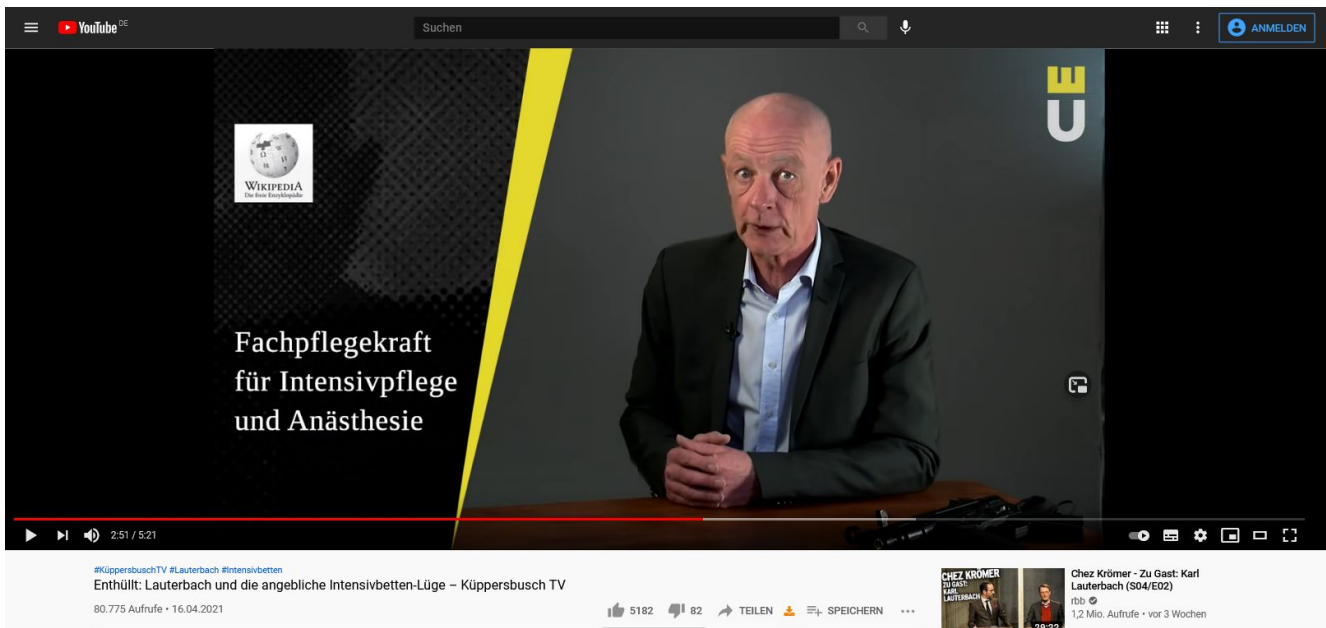 YouTube DE
Suchen
ANMELDEN
WIKIPEDIA
Die freie Enzyklopädie
UE
Fachpflegekraft
für Intensivpflege
und Anästhesie
2:51 / 5:21
#KüppersbuschTV #Lauterbach #Intensivbetten
Enthüllt: Lauterbach und die angebliche Intensivbetten-Lüge – Küppersbusch TV
80.775 Aufrufe • 16.04.2021
5182
82
TEILEN
SPEICHERN
CHEZ KRÖMER
ZU GAST:
KARL
LAUTERBACH
29:22
Chez Krömer - Zu Gast: Karl
Lauterbach (S04/E02)
rbb
1,2 Mio. Aufrufe • vor 3 Wochen